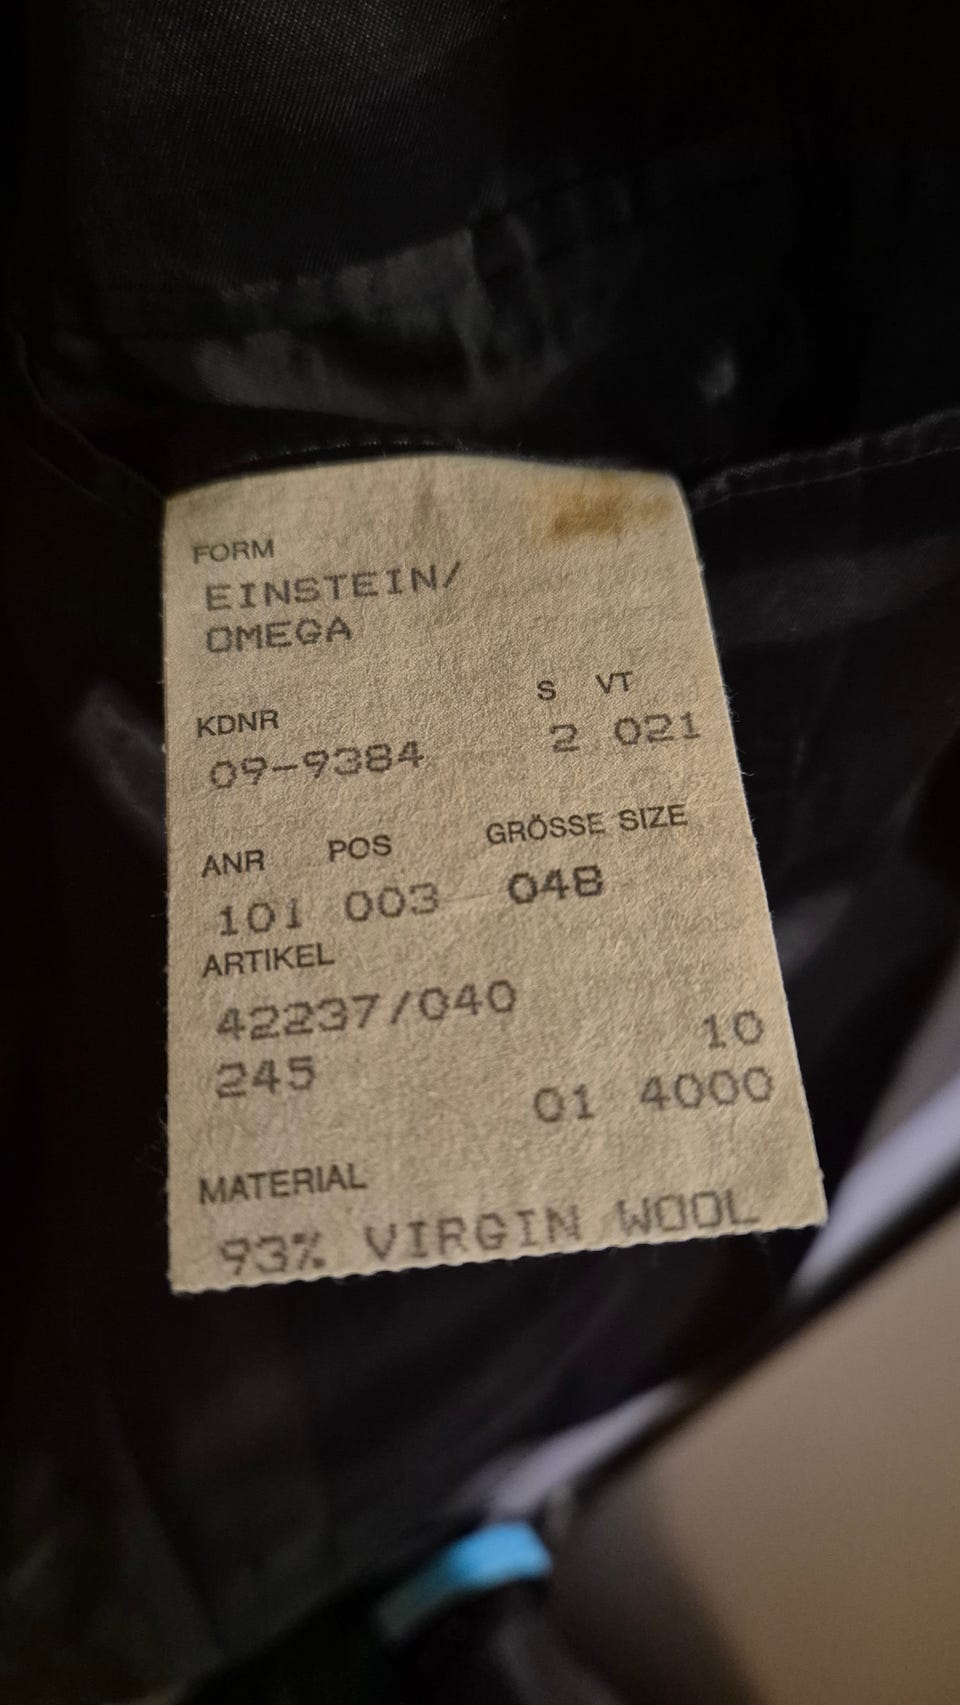 FORM
EINSTEIN/
OMEGA
KDNR S VT
09-9384 2 021
ANR POS GRÖSSE SIZE
101 003 048
ARTIKEL
42237/040
245 10
01 4000
MATERIAL
93% VIRGIN WOOL